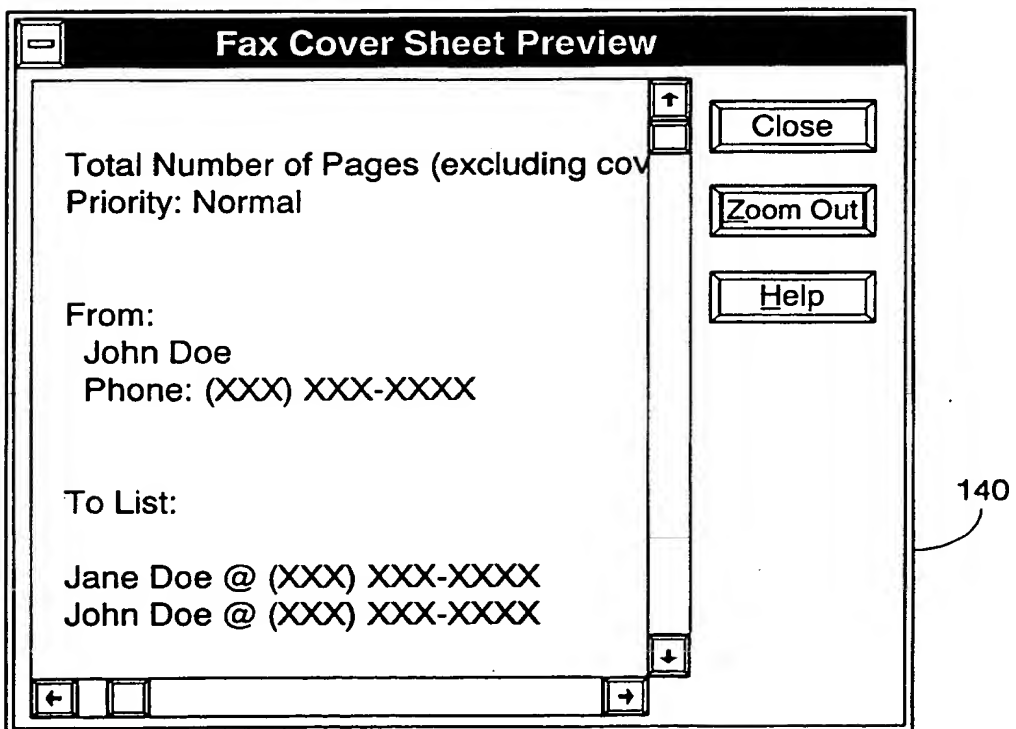 Fax Cover Sheet Preview
Total Number of Pages (excluding cov
Priority: Normal
From:
John Doe
Phone: (XXX) XXX-XXXX
To List:
Jane Doe @ (XXX) XXX-XXXX
John Doe @ (XXX) XXX-XXXX
Close
Zoom Out
Help
140